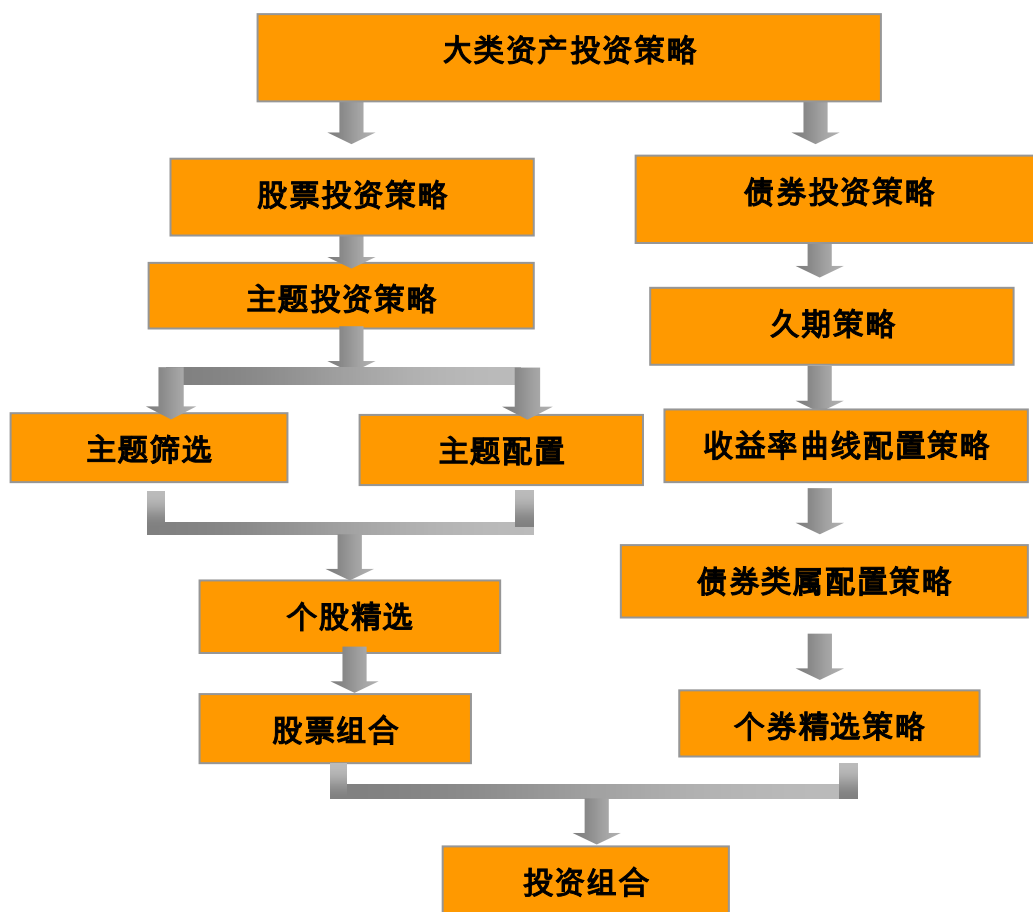 大类资产投资策略
股票投资策略
债券投资策略
主题投资策略
久期策略
主题筛选
主题配置
收益率曲线配置策略
债券类属配置策略
个股精选
股票组合
个券精选策略
投资组合